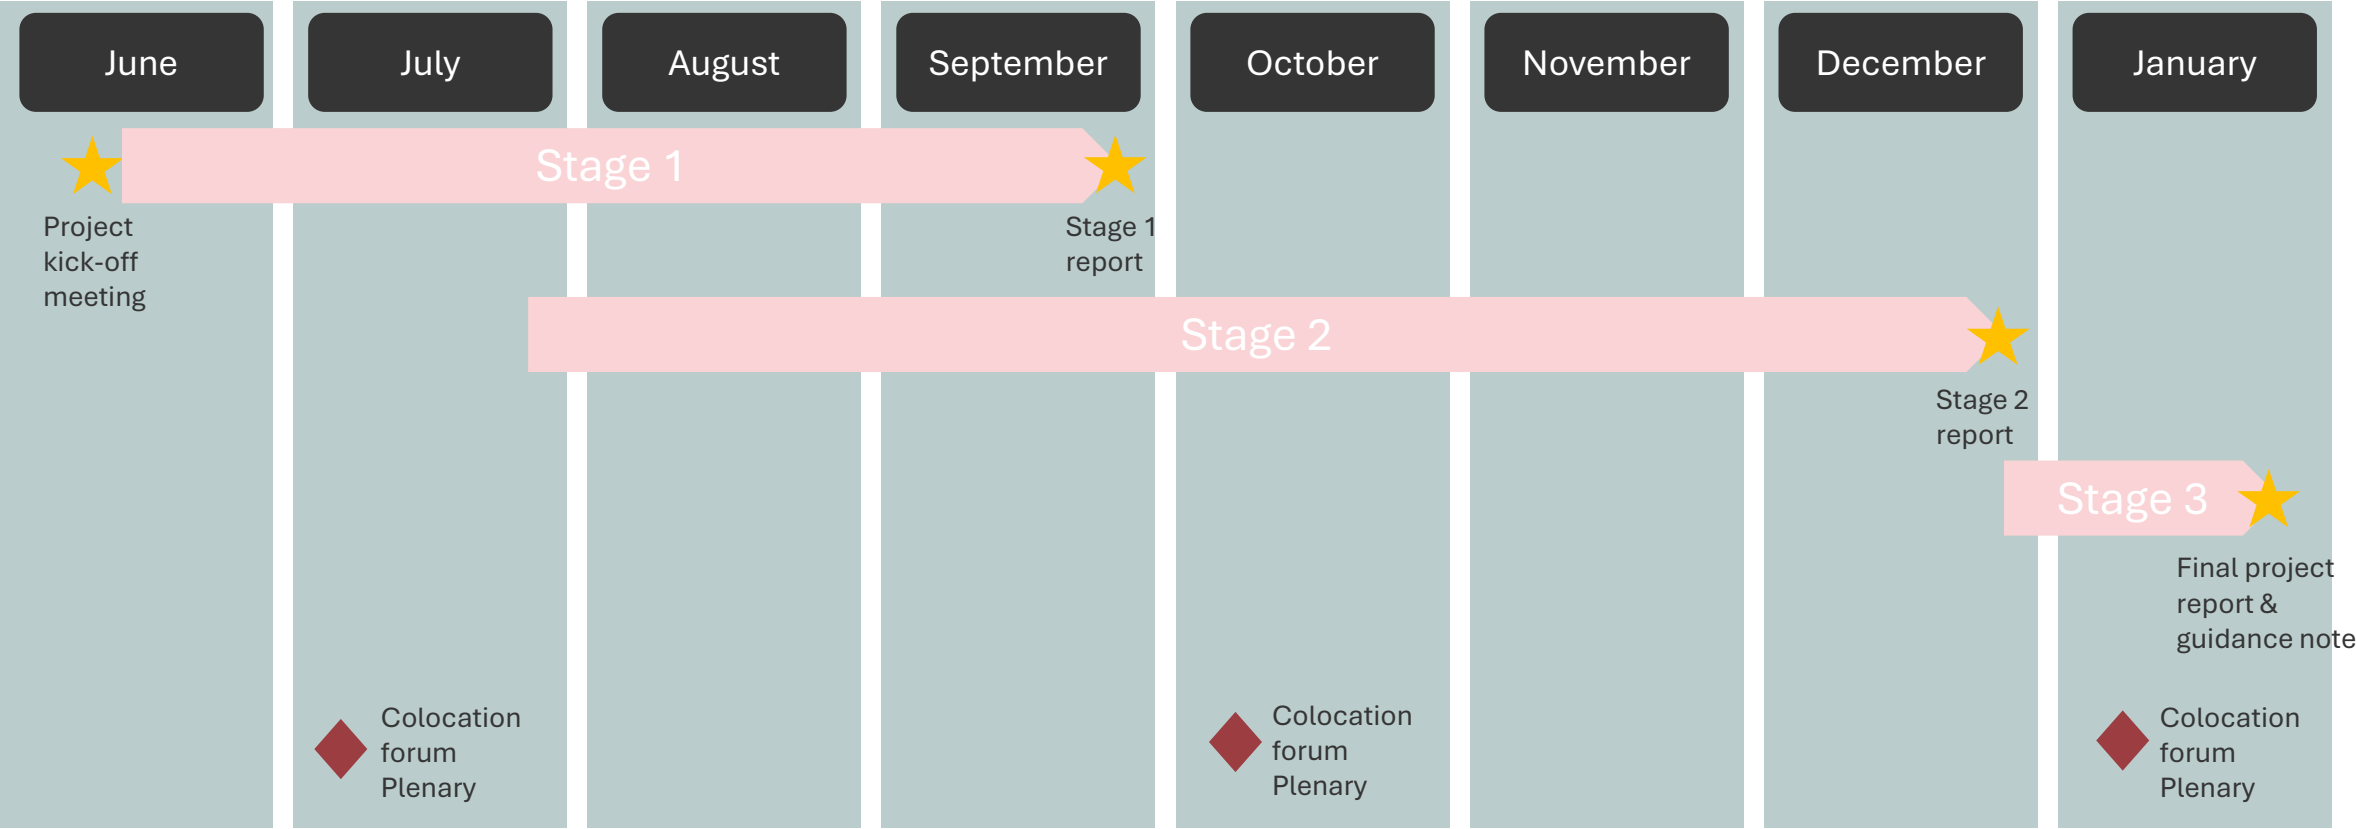 June
July
August
September
October
November
December
January
Stage 1
Project
kick-off
meeting
Stage 1
report
Stage 2
Stage 2
report
Stage 3
Final project
report &
guidance note
Colocation
forum
Plenary
Colocation
forum
Plenary
Colocation
forum
Plenary